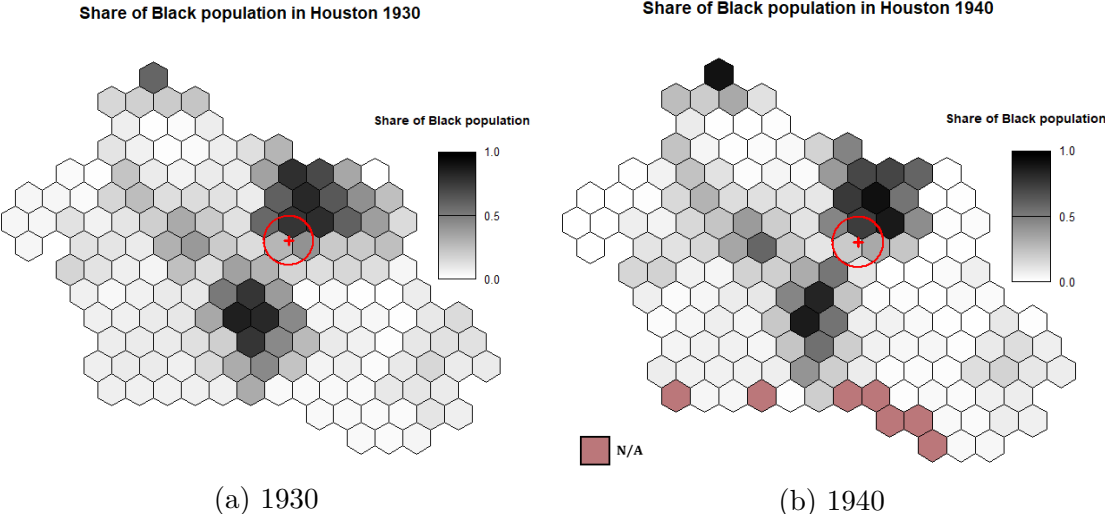 Share of Black population in Houston 1930
Share of Black population
1.0
0.5
0.0
(a) 1930
Share of Black population in Houston 1940
Share of Black population
1.0
0.5
0.0
N/A
(b) 1940